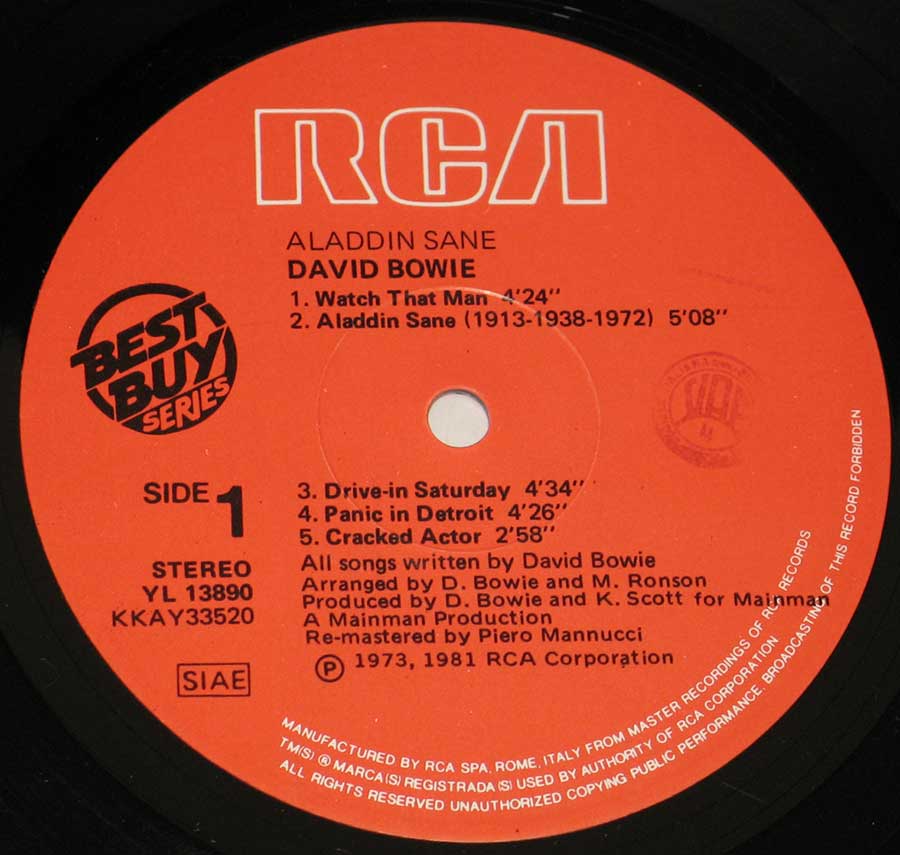 RCA
ALADDIN SANE
DAVID BOWIE
1. Watch That Man 4'24"
2. Aladdin Sane (1913-1938-1972) 5'08"
BEST
BUY
SERIES
SIDE 1
3. Drive-in Saturday 4'34"
4. Panic in Detroit 4'26"
5. Cracked Actor 2'58"
STEREO
YL 13890
KKAY33520
All songs written by David Bowie
Arranged by D. Bowie and M. Ronson
Produced by D. Bowie and K. Scott for Mainman
A Mainman Production
Re-mastered by Piero Mannucci
Ⓟ 1973, 1981 RCA Corporation
SIAE
MANUFACTURED BY RCA SPA, ROME, ITALY FROM MASTER RECORDINGS OF RCA RECORDS
TM(S) ® MARCA(S) REGISTRADA(S) USED BY AUTHORITY OF RCA CORPORATION
ALL RIGHTS RESERVED UNAUTHORIZED COPYING PUBLIC PERFORMANCE, BROADCASTING OF THIS RECORD FORBIDDEN